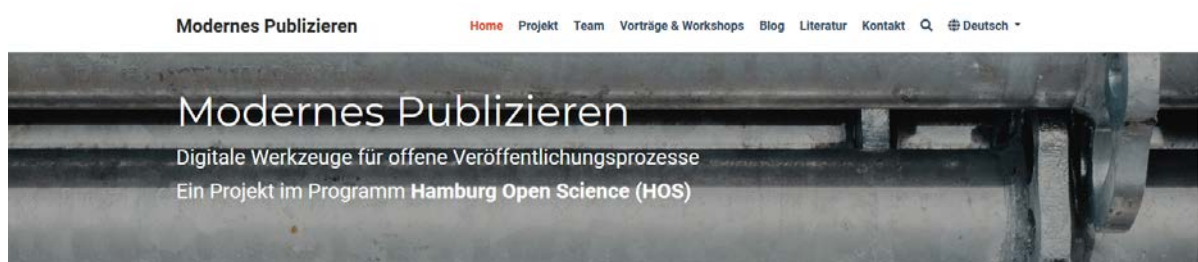 Modernes Publizieren Home Projekt Team Vorträge & Workshops Blog Literatur Kontakt Deutsch
Modernes Publizieren
Digitale Werkzeuge für offene Veröffentlichungsprozesse
Ein Projekt im Programm Hamburg Open Science (HOS)